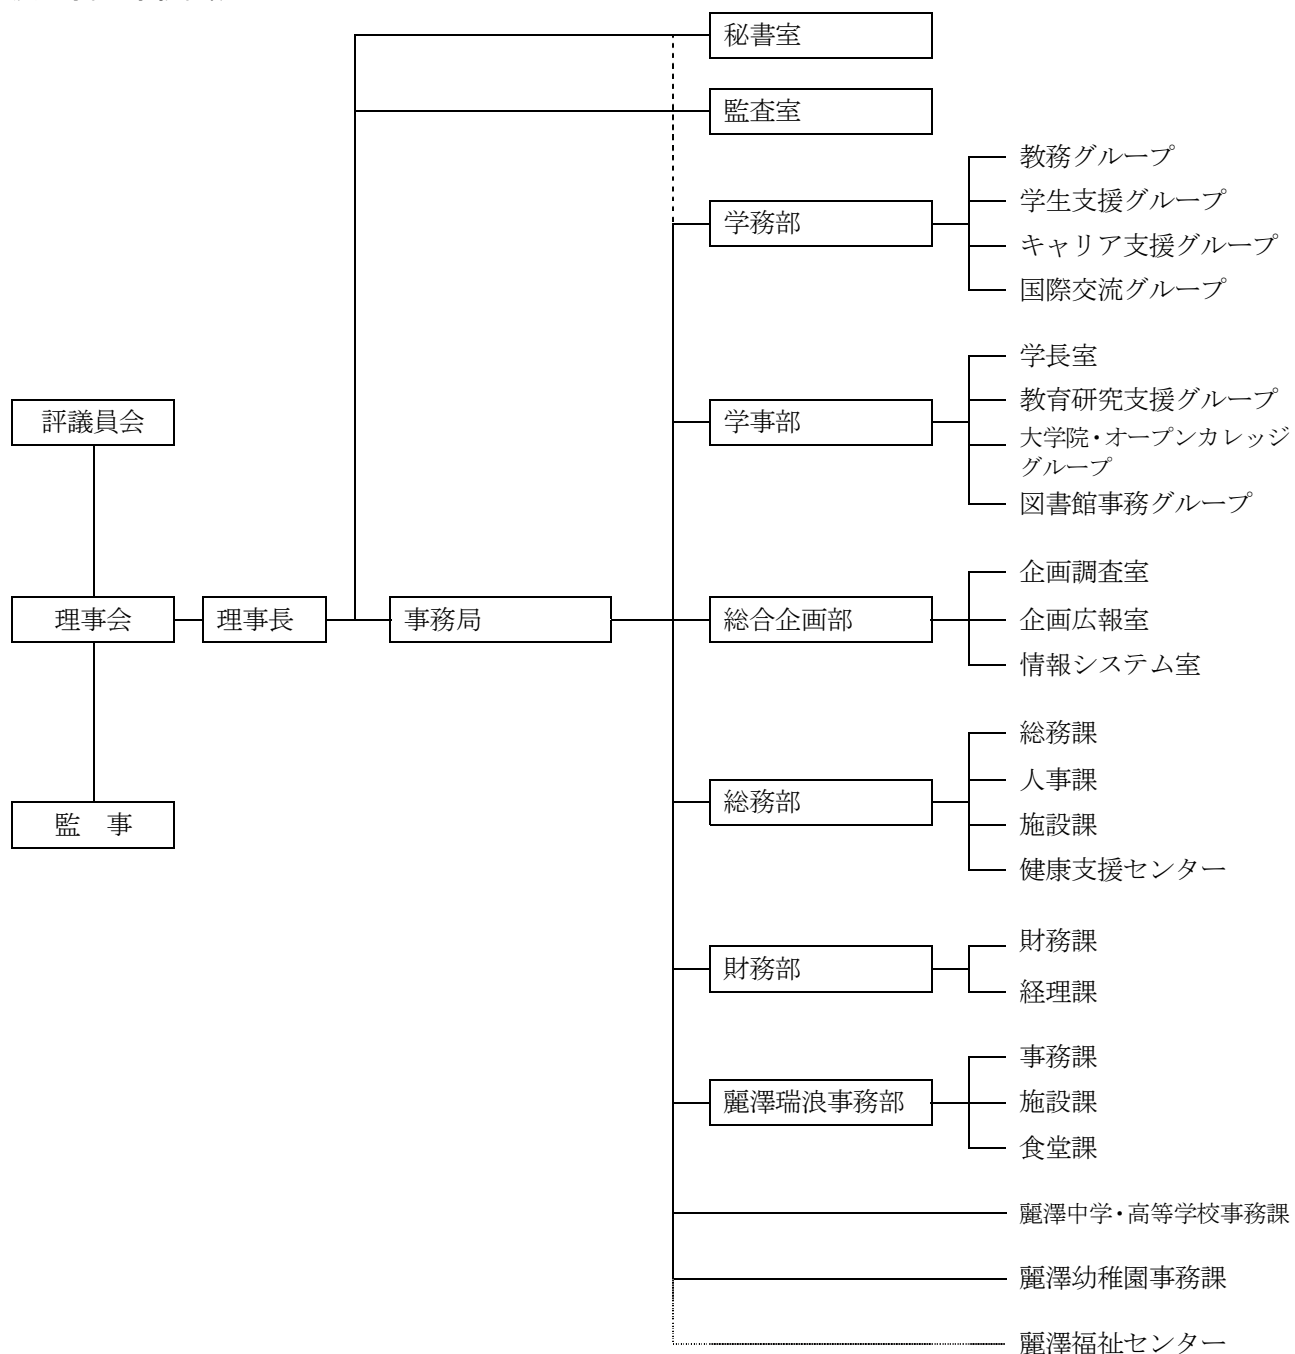 秘書室
監査室
教務グループ
学生支援グループ
学務部
キャリア支援グループ
国際交流グループ
学長室
教育研究支援グループ
評議員会
学事部
大学院・オープンカレッジ
グループ
図書館事務グループ
企画調査室
理事会
理事長
事務局
総合企画部
企画広報室
情報システム室
総務課
人事課
総務部
監 事
施設課
健康支援センター
財務課
財務部
経理課
事務課
麗澤瑞浪事務部
施設課
食堂課
麗澤中学・高等学校事務課
麗澤幼稚園事務課
麗澤福祉センター